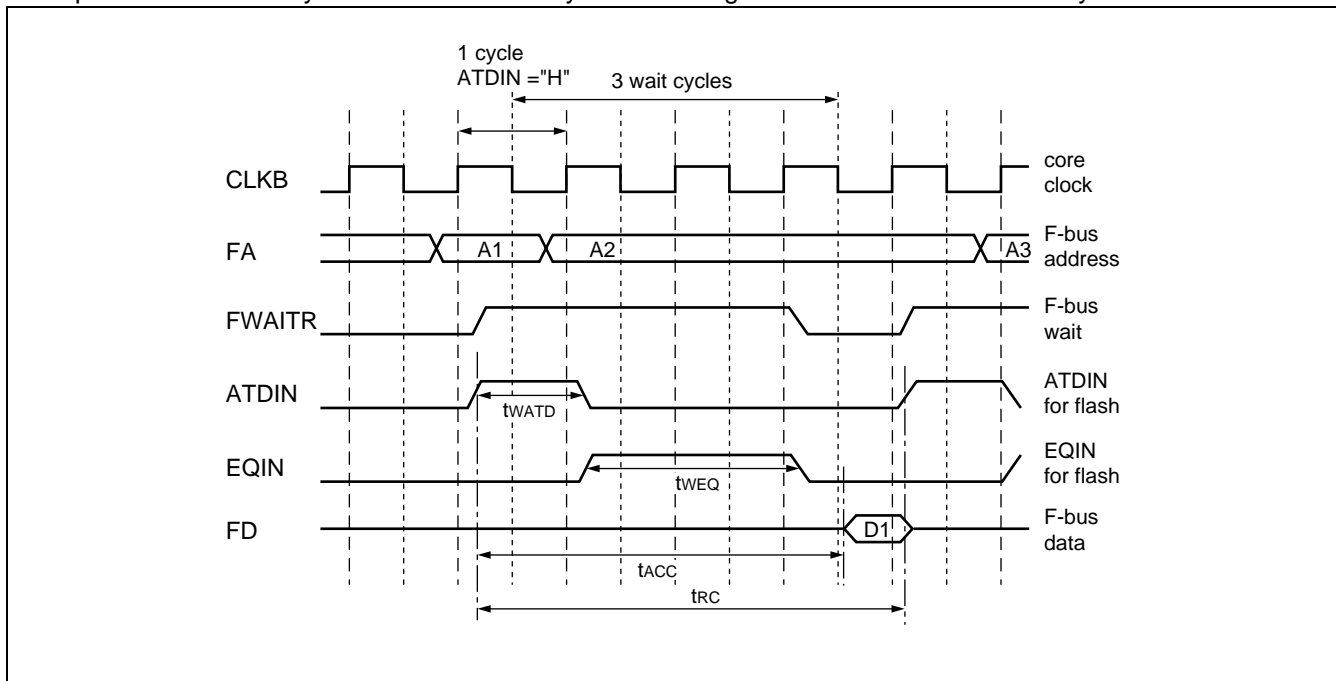 1 cycle
ATDIN ="H"
3 wait cycles
CLKB
core
clock
FA
A1
A2
A3
F-bus
address
FWAITR
F-bus
wait
ATDIN
tWATD
ATDIN
for flash
EQIN
tWEQ
EQIN
for flash
FD
D1
F-bus
data
tACC
tRC